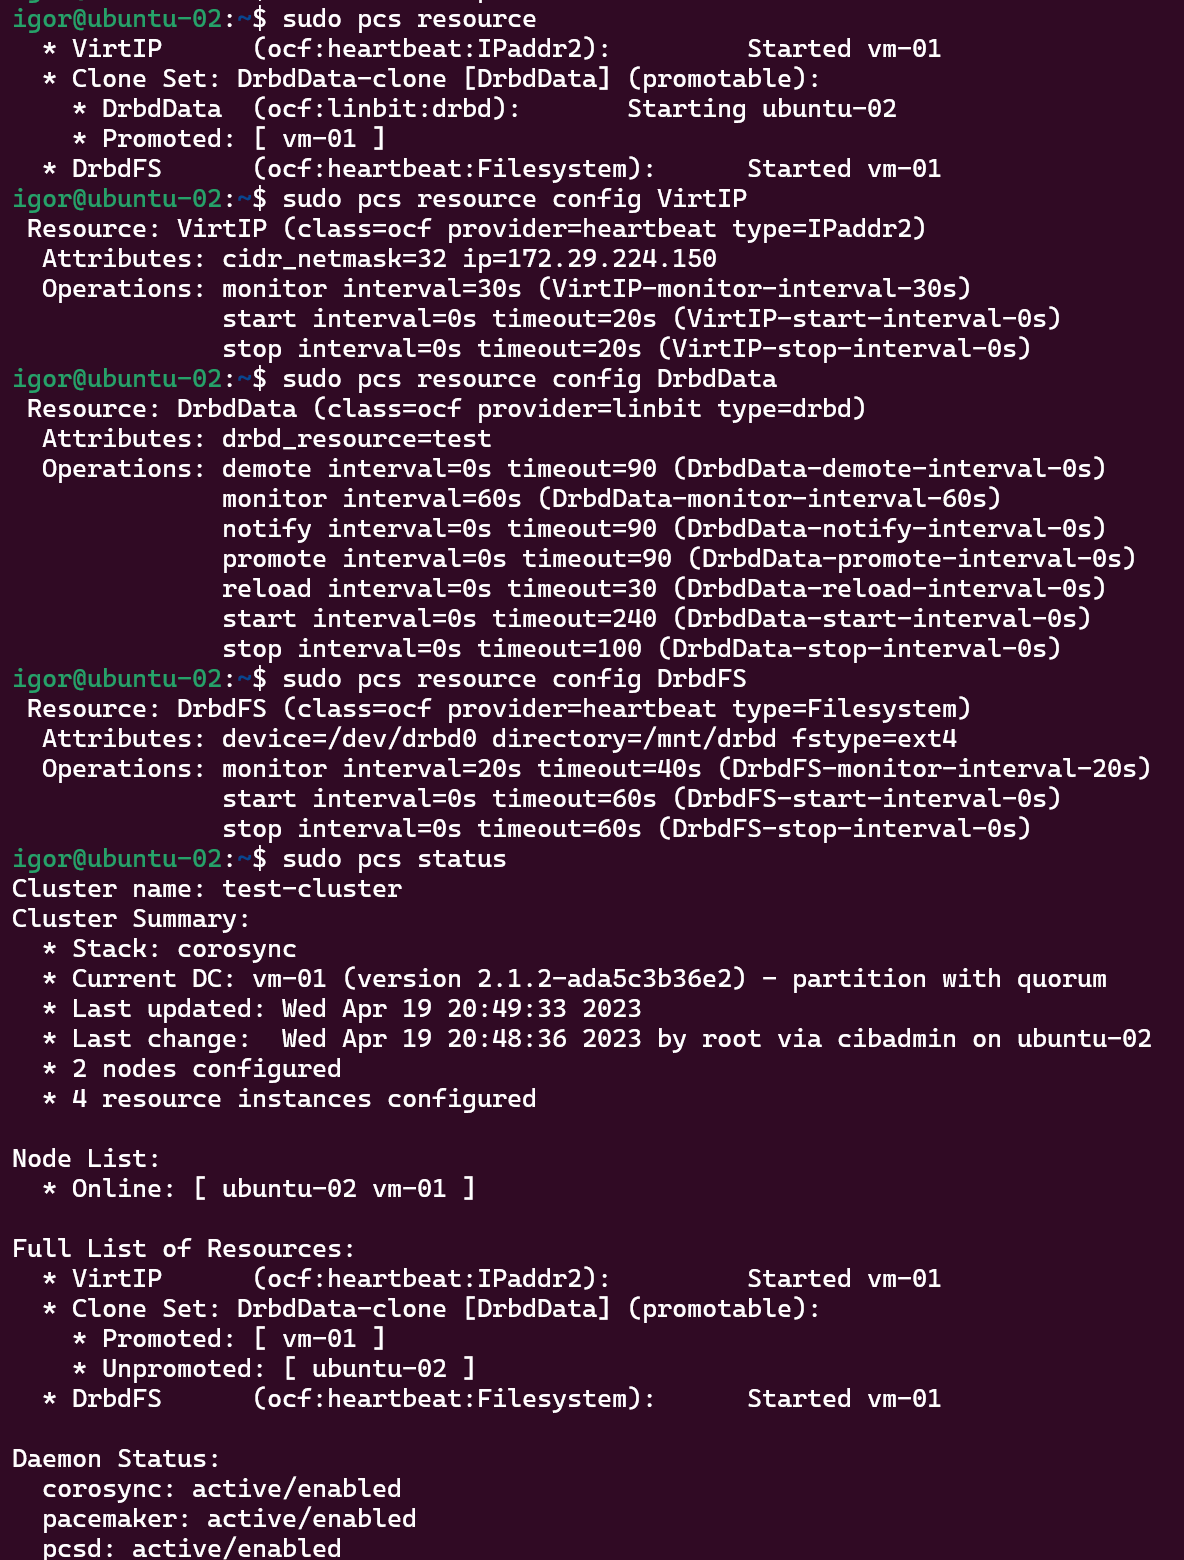 igor@ubuntu-02:~$ sudo pcs resource
  * VirtIP      (ocf:heartbeat:IPaddr2):         Started vm-01
  * Clone Set: DrbdData-clone [DrbdData] (promotable):
    * DrbdData  (ocf:linbit:drbd):       Starting ubuntu-02
    * Promoted: [ vm-01 ]
  * DrbdFS      (ocf:heartbeat:Filesystem):      Started vm-01
igor@ubuntu-02:~$ sudo pcs resource config VirtIP
 Resource: VirtIP (class=ocf provider=heartbeat type=IPaddr2)
  Attributes: cidr_netmask=32 ip=172.29.224.150
  Operations: monitor interval=30s (VirtIP-monitor-interval-30s)
              start interval=0s timeout=20s (VirtIP-start-interval-0s)
              stop interval=0s timeout=20s (VirtIP-stop-interval-0s)
igor@ubuntu-02:~$ sudo pcs resource config DrbdData
 Resource: DrbdData (class=ocf provider=linbit type=drbd)
  Attributes: drbd_resource=test
  Operations: demote interval=0s timeout=90 (DrbdData-demote-interval-0s)
              monitor interval=60s (DrbdData-monitor-interval-60s)
              notify interval=0s timeout=90 (DrbdData-notify-interval-0s)
              promote interval=0s timeout=90 (DrbdData-promote-interval-0s)
              reload interval=0s timeout=30 (DrbdData-reload-interval-0s)
              start interval=0s timeout=240 (DrbdData-start-interval-0s)
              stop interval=0s timeout=100 (DrbdData-stop-interval-0s)
igor@ubuntu-02:~$ sudo pcs resource config DrbdFS
 Resource: DrbdFS (class=ocf provider=heartbeat type=Filesystem)
  Attributes: device=/dev/drbd0 directory=/mnt/drbd fstype=ext4
  Operations: monitor interval=20s timeout=40s (DrbdFS-monitor-interval-20s)
              start interval=0s timeout=60s (DrbdFS-start-interval-0s)
              stop interval=0s timeout=60s (DrbdFS-stop-interval-0s)
igor@ubuntu-02:~$ sudo pcs status
Cluster name: test-cluster
Cluster Summary:
  * Stack: corosync
  * Current DC: vm-01 (version 2.1.2-ada5c3b36e2) - partition with quorum
  * Last updated: Wed Apr 19 20:49:33 2023
  * Last change:  Wed Apr 19 20:48:36 2023 by root via cibadmin on ubuntu-02
  * 2 nodes configured
  * 4 resource instances configured

Node List:
  * Online: [ ubuntu-02 vm-01 ]

Full List of Resources:
  * VirtIP      (ocf:heartbeat:IPaddr2):         Started vm-01
  * Clone Set: DrbdData-clone [DrbdData] (promotable):
    * Promoted: [ vm-01 ]
    * Unpromoted: [ ubuntu-02 ]
  * DrbdFS      (ocf:heartbeat:Filesystem):      Started vm-01

Daemon Status:
  corosync: active/enabled
  pacemaker: active/enabled
  pcsd: active/enabled